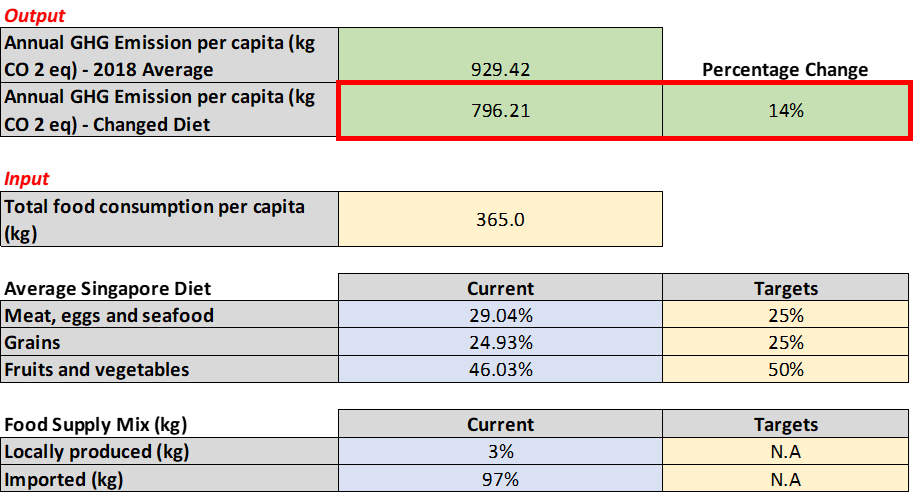 Output
Annual GHG Emission per capita (kg
CO 2 eq) - 2018 Average 929.42 Percentage Change
Annual GHG Emission per capita (kg
CO 2 eq) - Changed Diet 796.21 14%
Input
Total food consumption per capita
(kg) 365.0
Average Singapore Diet Current Targets
Meat, eggs and seafood 29.04% 25%
Grains 24.93% 25%
Fruits and vegetables 46.03% 50%
Food Supply Mix (kg) Current Targets
Locally produced (kg) 3% N.A
Imported (kg) 97% N.A